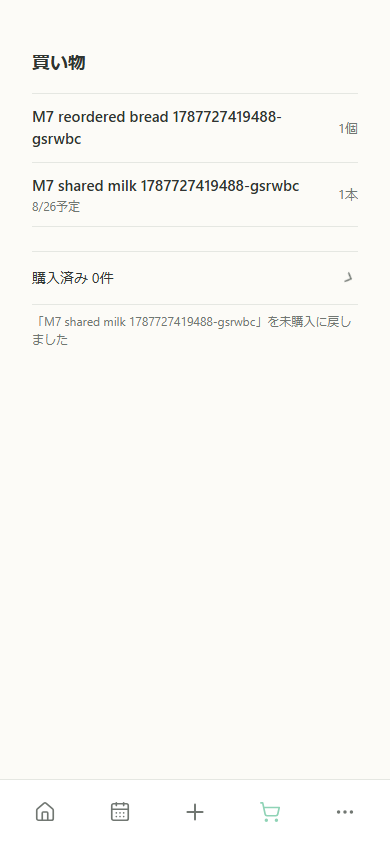 買い物
M7 reordered bread 1787727419488-
gsrwbc
1個
M7 shared milk 1787727419488-gsrwbc
8/26予定
1本
購入済み 0件
「M7 shared milk 1787727419488-gsrwbc」を未購入に戻し
ました